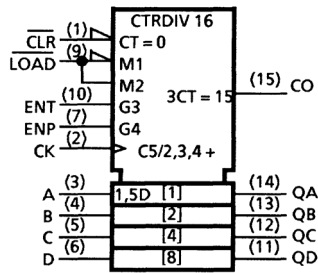 CTRDIV 16
CLR (1) CT = 0
LOAD (9) M1
M2
3CT = 15 (15) CO
ENT (10) G3
ENP (7) G4
CK (2) C5/2,3,4 +
A (3) 1,5D [1] (14) QA
B (4) [2] (13) QB
C (5) [4] (12) QC
D (6) [8] (11) QD